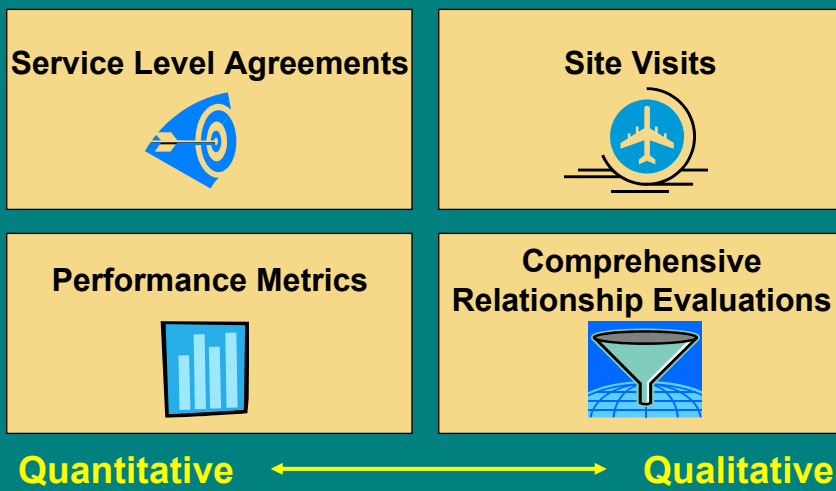 Service Level Agreements
Site Visits
Performance Metrics
Comprehensive
Relationship Evaluations
Quantitative
Qualitative